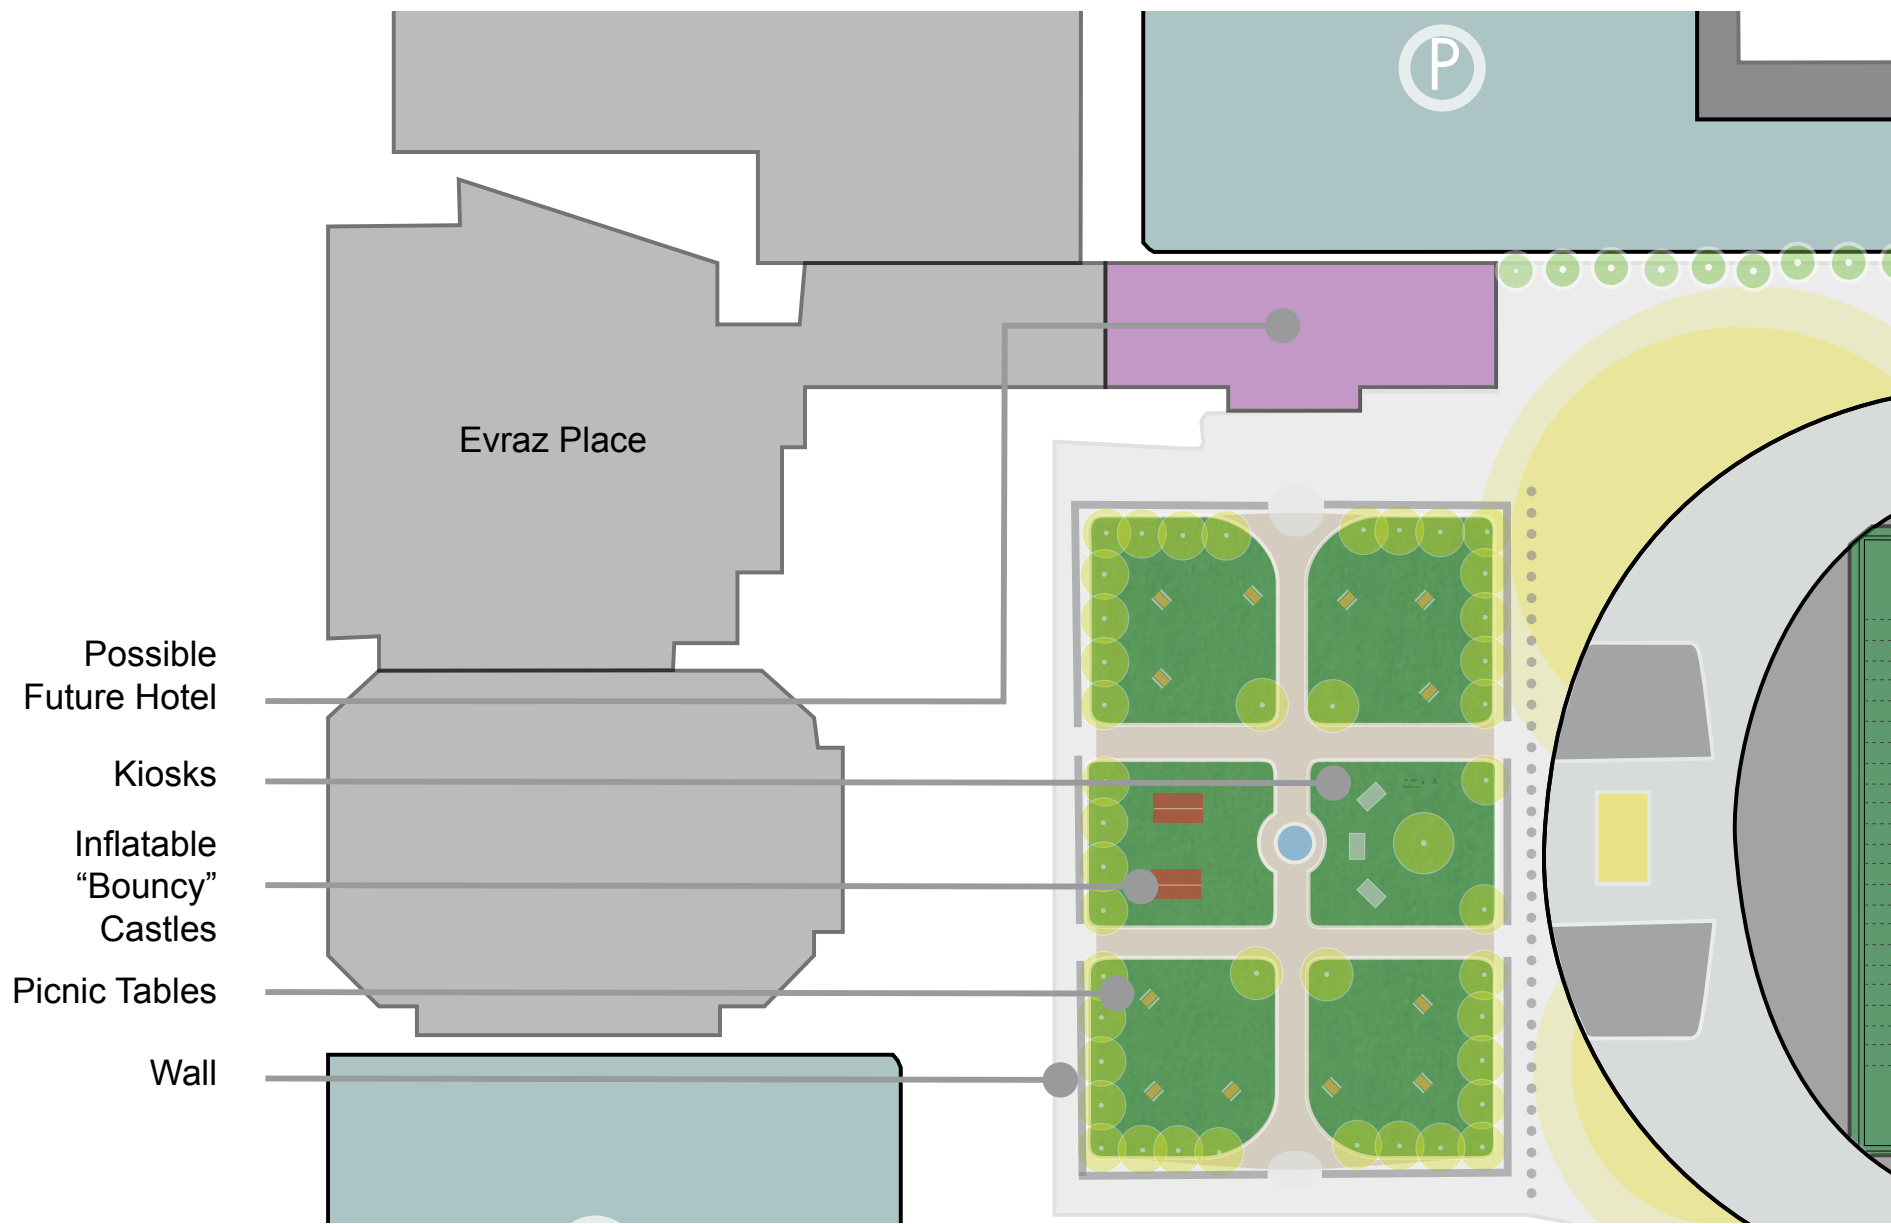 P
Evraz Place
Possible
Future Hotel
Kiosks
Inflatable
“Bouncy”
Castles
Picnic Tables
Wall